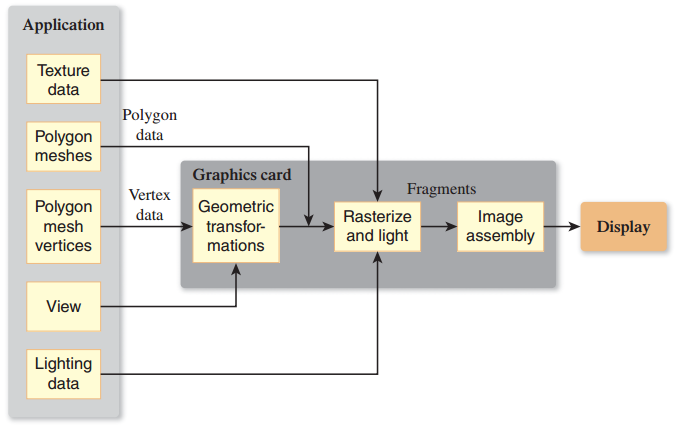 Application
Texture
data
Polygon
data
Polygon
meshes
Graphics card
Vertex
data
Fragments
Polygon
mesh
vertices
Geometric
transfor-
mations
Rasterize
and light
Image
assembly
Display
View
Lighting
data